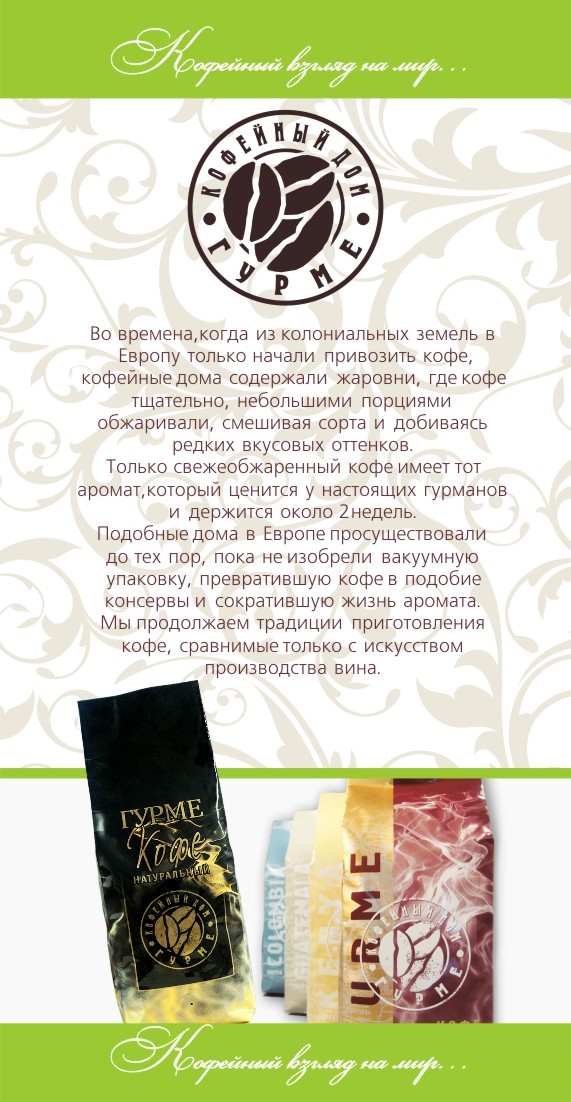 Кофейный взгляд на мир...
КОФЕЙНЫЙ ДОМ
ГУРМЕ
Во времена,когда из колониальных земель в
Европу только начали привозить кофе,
кофейные дома содержали жаровни, где кофе
тщательно, небольшими порциями
обжаривали, смешивая сорта и добиваясь
редких вкусовых оттенков.
Только свежеобжаренный кофе имеет тот
аромат,который ценится у настоящих гурманов
и держится около 2недель.
Подобные дома в Европе просуществовали
до тех пор, пока не изобрели вакуумную
упаковку, превратившую кофе в подобие
консервы и сократившую жизнь аромата.
Мы продолжаем традиции приготовления
кофе, сравнимые только с искусством
производства вина.
ГУРМЕ
Кофе
НАТУРАЛЬНЫЙ
КОФЕЙНЫЙ ДОМ
ГУРМЕ
COLOMBI
GUATEMALA
KENYA
URME
КОФЕЙНЫЙ ДОМ
ГУРМЕ
КОФЕ
Кофейный взгляд на мир...